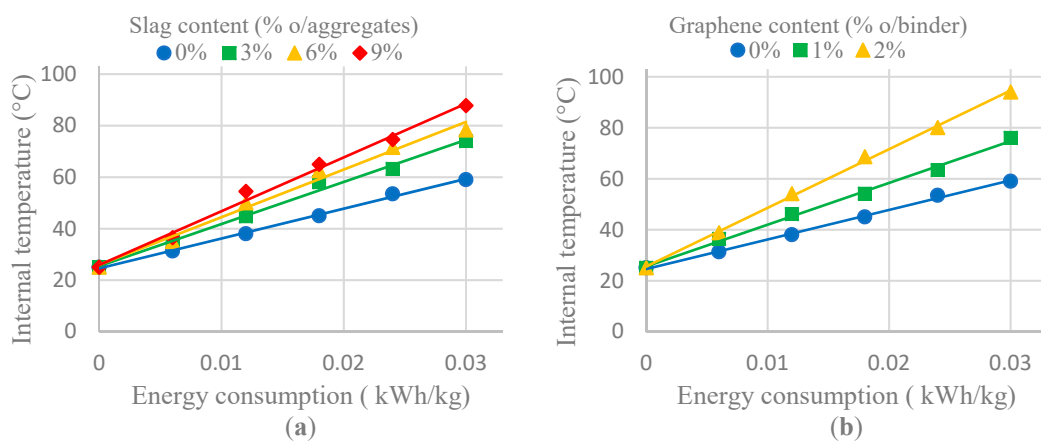 Slag content (% o/aggregates)
0% 3% 6% 9%
Internal temperature (°C)
100
80
60
40
20
0
0 0.01 0.02 0.03
Energy consumption ( kWh/kg)
(a)
Graphene content (% o/binder)
0% 1% 2%
Internal temperature (°C)
100
80
60
40
20
0
0 0.01 0.02 0.03
Energy consumption ( kWh/kg)
(b)